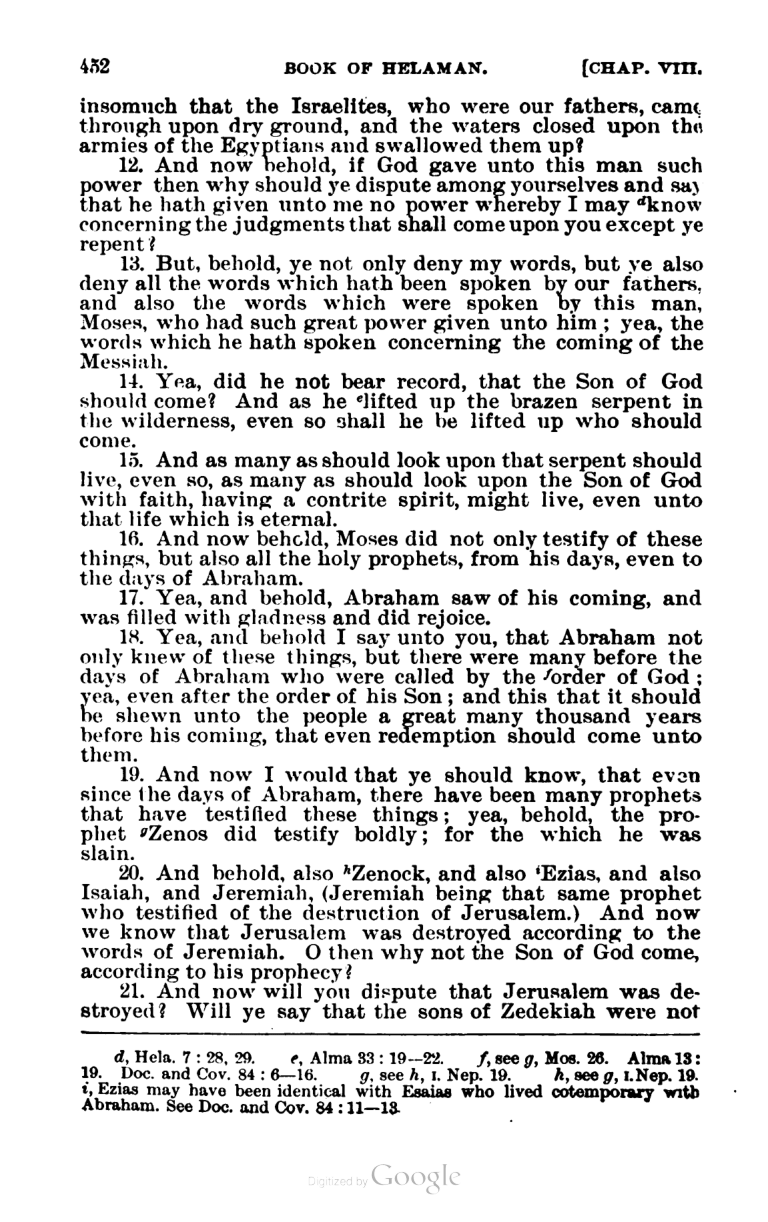 452 BOOK OF HELAMAN. [CHAP. VIII.
insomuch that the Israelites, who were our fathers, came
through upon dry ground, and the waters closed upon the
armies of the Egyptians and swallowed them up?
12. And now behold, if God gave unto this man such
power then why should ye dispute among yourselves and say
that he hath given unto me no power whereby I may dknow
concerning the judgments that shall come upon you except ye
repent?
13. But, behold, ye not only deny my words, but ye also
deny all the words which hath been spoken by our fathers,
and also the words which were spoken by this man,
Moses, who had such great power given unto him; yea, the
words which he hath spoken concerning the coming of the
Messiah.
14. Yea, did he not bear record, that the Son of God
should come? And as he elifted up the brazen serpent in
the wilderness, even so shall he be lifted up who should
come.
15. And as many as should look upon that serpent should
live, even so, as many as should look upon the Son of God
with faith, having a contrite spirit, might live, even unto
that life which is eternal.
16. And now behold, Moses did not only testify of these
things, but also all the holy prophets, from his days, even to
the days of Abraham.
17. Yea, and behold, Abraham saw of his coming, and
was filled with gladness and did rejoice.
18. Yea, and behold I say unto you, that Abraham not
only knew of these things, but there were many before the
days of Abraham who were called by the forder of God;
yea, even after the order of his Son; and this that it should
be shewn unto the people a great many thousand years
before his coming, that even redemption should come unto
them.
19. And now I would that ye should know, that even
since the days of Abraham, there have been many prophets
that have testified these things; yea, behold, the pro-
phet gZenos did testify boldly; for the which he was
slain.
20. And behold, also hZenock, and also iEzias, and also
Isaiah, and Jeremiah, (Jeremiah being that same prophet
who testified of the destruction of Jerusalem.) And now
we know that Jerusalem was destroyed according to the
words of Jeremiah. O then why not the Son of God come,
according to his prophecy?
21. And now will you dispute that Jerusalem was de-
stroyed? Will ye say that the sons of Zedekiah were not
d, Hela. 7 : 28, 29. e, Alma 33 : 19--22. f, see g, Mos. 26. Alma 13 :
19. Doc. and Cov. 84 : 6—16. g, see h, I. Nep. 19. h, see g, I. Nep. 19.
i, Ezias may have been identical with Esaias who lived cotemporary with
Abraham. See Doc. and Cov. 84 : 11—13.
Digitized by Google